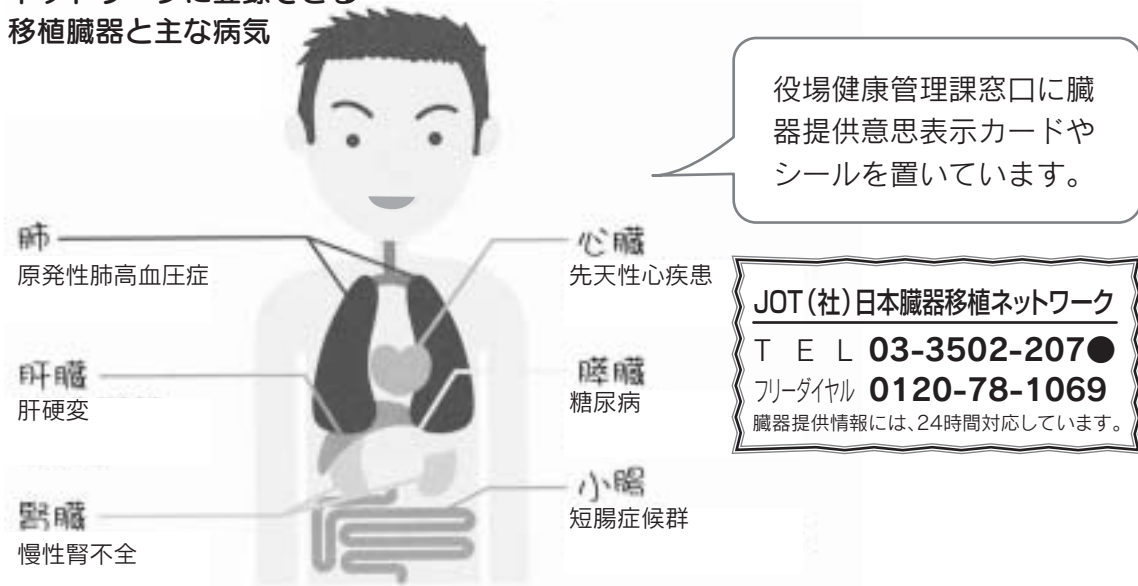 移植臓器と主な病気
役場健康管理課窓口に臓
器提供意思表示カードや
シールを置いています。
肺
原発性肺高血圧症
心臓
先天性心疾患
肝臓
肝硬変
膵臓
糖尿病
腎臓
慢性腎不全
小腸
短腸症候群
JOT(社)日本臓器移植ネットワーク
TEL 03-3502-207●
フリーダイヤル 0120-78-1069
臓器提供情報には、24時間対応しています。